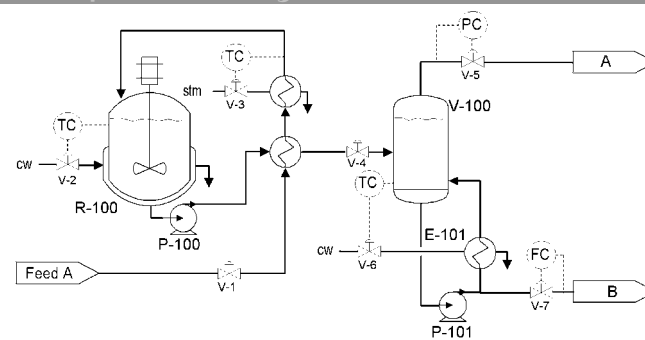 PC
V-5
A
TC
stm
V-3
V-100
TC
cw
V-2
V-4
TC
R-100
P-100
E-101
cw
V-6
FC
Feed A
V-1
V-7
B
P-101